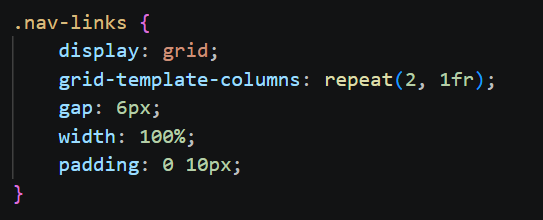 .nav-links {
    display: grid;
    grid-template-columns: repeat(2, 1fr);
    gap: 6px;
    width: 100%;
    padding: 0 10px;
}